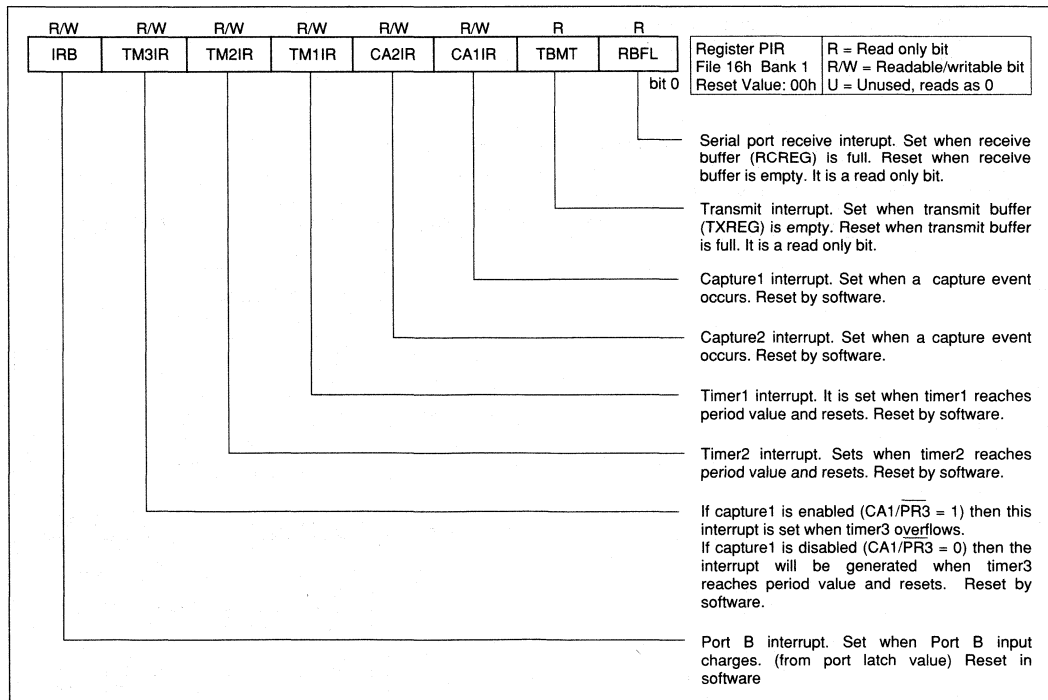 R/W R/W R/W R/W R/W R/W R R
IRB TM3IR TM2IR TM1IR CA2IR CA1IR TBMT RBFL
bit 0
Register PIR
File 16h Bank 1
Reset Value: 00h
R = Read only bit
R/W = Readable/writable bit
U = Unused, reads as 0
Serial port receive interupt. Set when receive
buffer (RCREG) is full. Reset when receive
buffer is empty. It is a read only bit.
Transmit interrupt. Set when transmit buffer
(TXREG) is empty. Reset when transmit buffer
is full. It is a read only bit.
Capture1 interrupt. Set when a capture event
occurs. Reset by software.
Capture2 interrupt. Set when a capture event
occurs. Reset by software.
Timer1 interrupt. It is set when timer1 reaches
period value and resets. Reset by software.
Timer2 interrupt. Sets when timer2 reaches
period value and resets. Reset by software.
If capture1 is enabled (CA1/P̅R̅3̅ = 1) then this
interrupt is set when timer3 overflows.
If capture1 is disabled (CA1/P̅R̅3̅ = 0) then the
interrupt will be generated when timer3
reaches period value and resets. Reset by
software.
Port B interrupt. Set when Port B input
charges. (from port latch value) Reset in
software